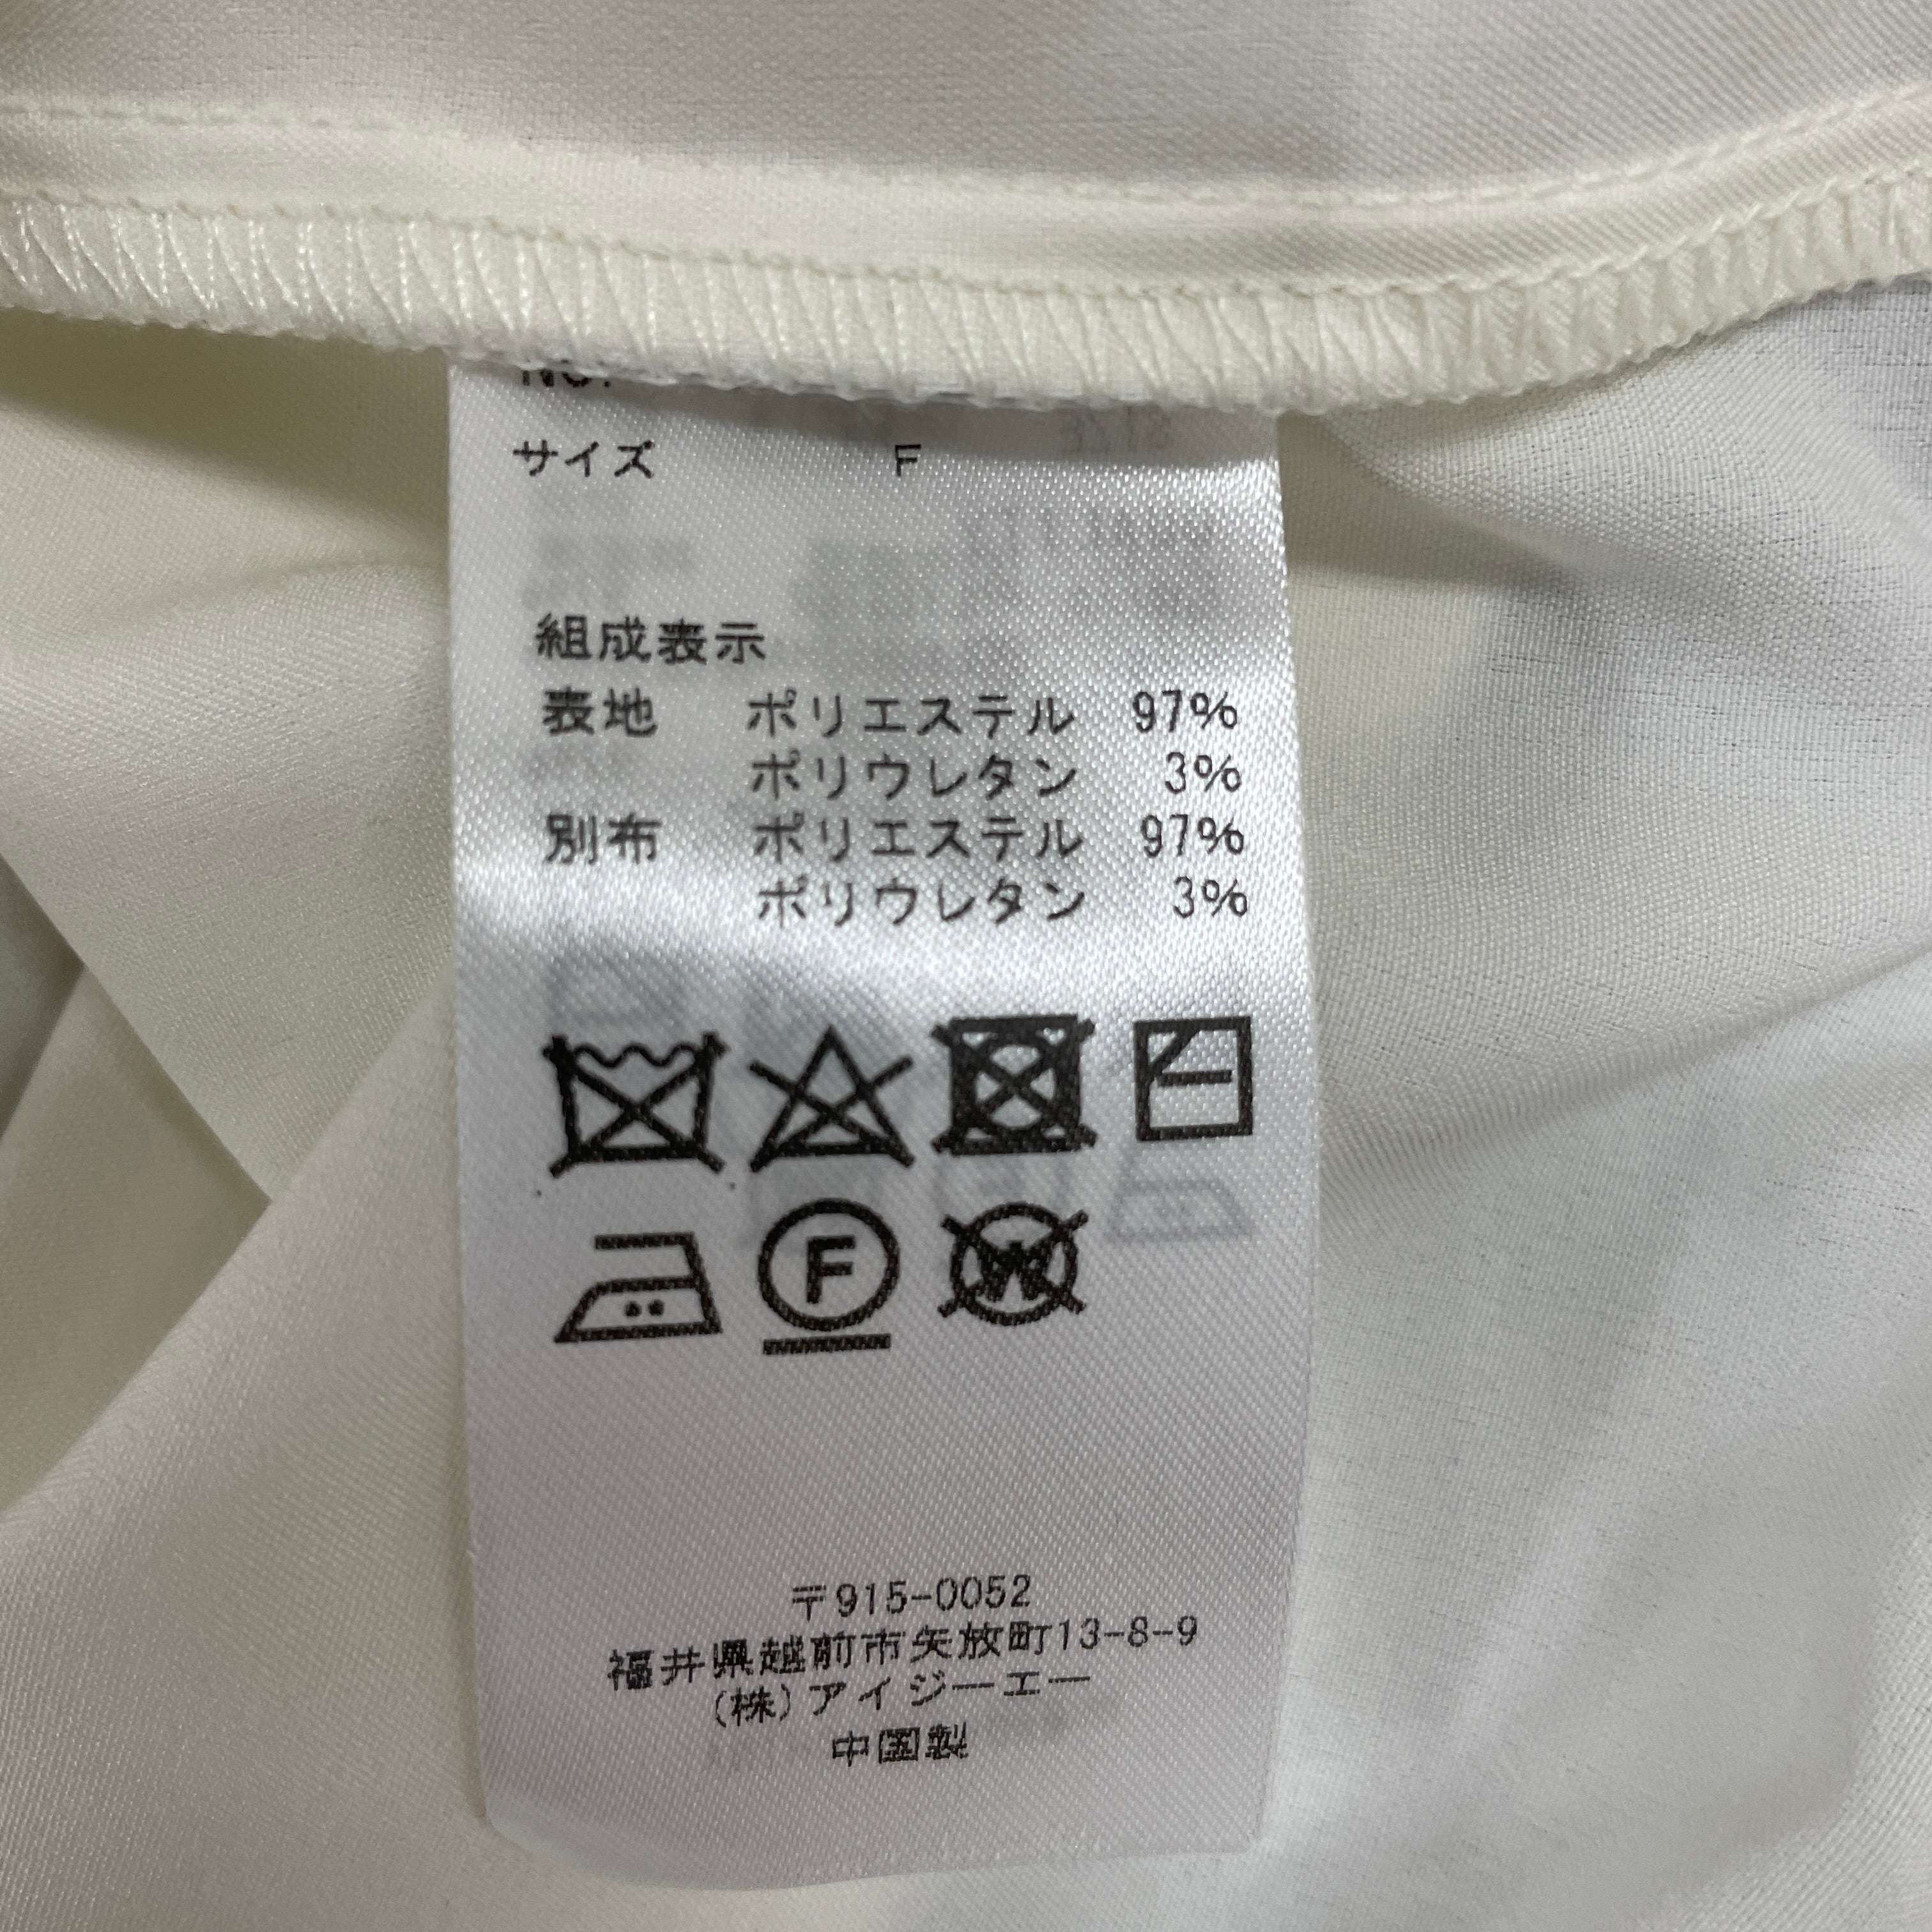 サイズ F
組成表示
表地 ポリエステル 97%
ポリウレタン 3%
別布 ポリエステル 97%
ポリウレタン 3%
F
W
〒915-0052
福井県越前市矢放町13-8-9
(株)アイジーエー
中国製